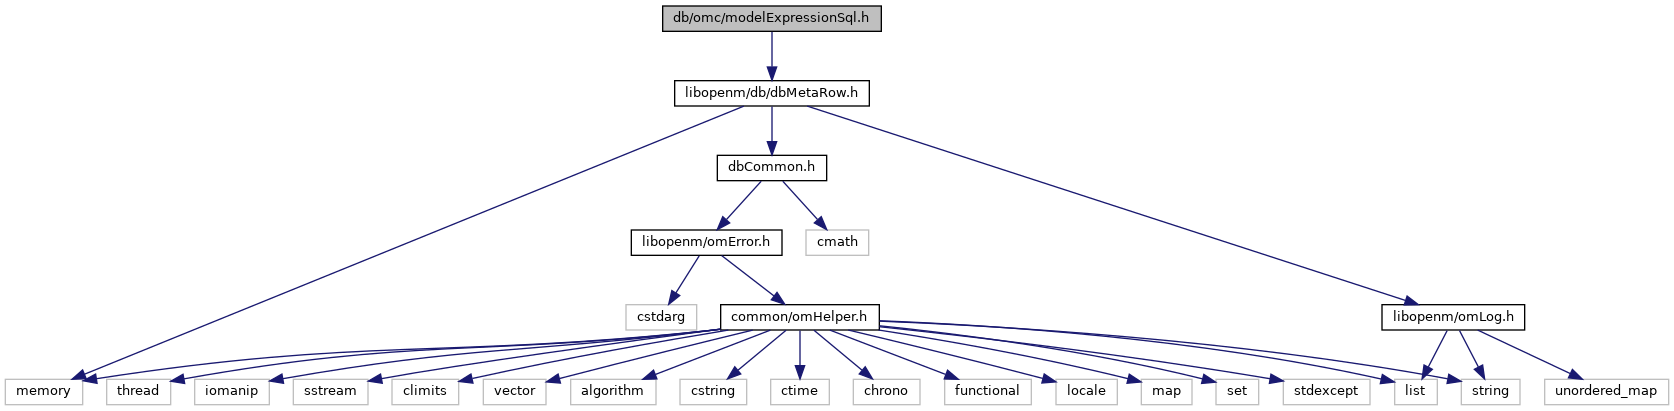 db/omc/modelExpressionSql.h
libopenm/db/dbMetaRow.h
dbCommon.h
libopenm/omError.h
cmath
cstdarg
common/omHelper.h
libopenm/omLog.h
memory
thread
iomanip
sstream
climits
vector
algorithm
cstring
ctime
chrono
functional
locale
map
set
stdexcept
list
string
unordered_map